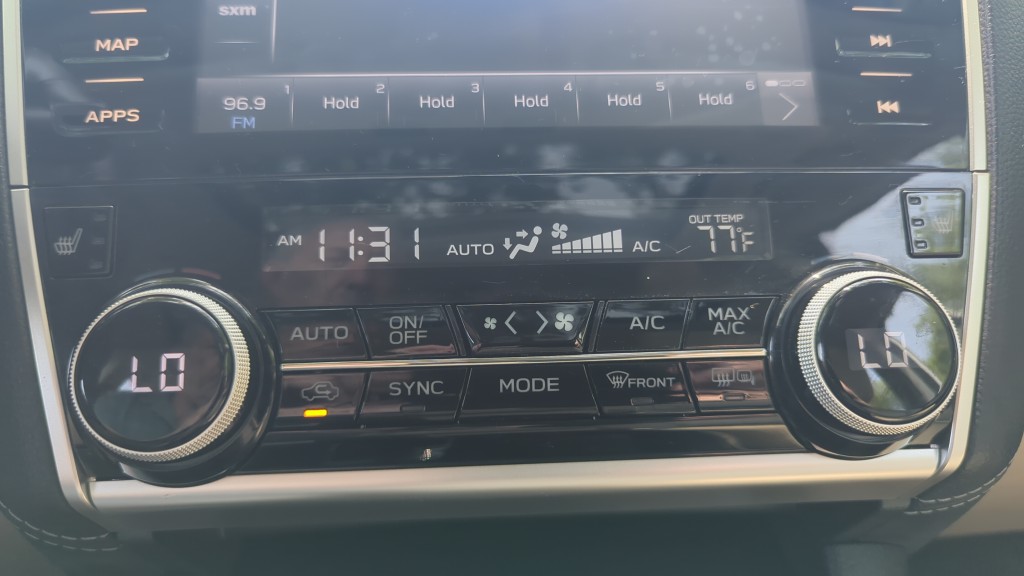 sxm
MAP
APPS
1 2 3 4 5 6
96.9 Hold Hold Hold Hold Hold
FM
AM 11:31 AUTO A/C OUT TEMP 77°F
AUTO ON/OFF A/C MAX A/C
LO LO
SYNC MODE FRONT